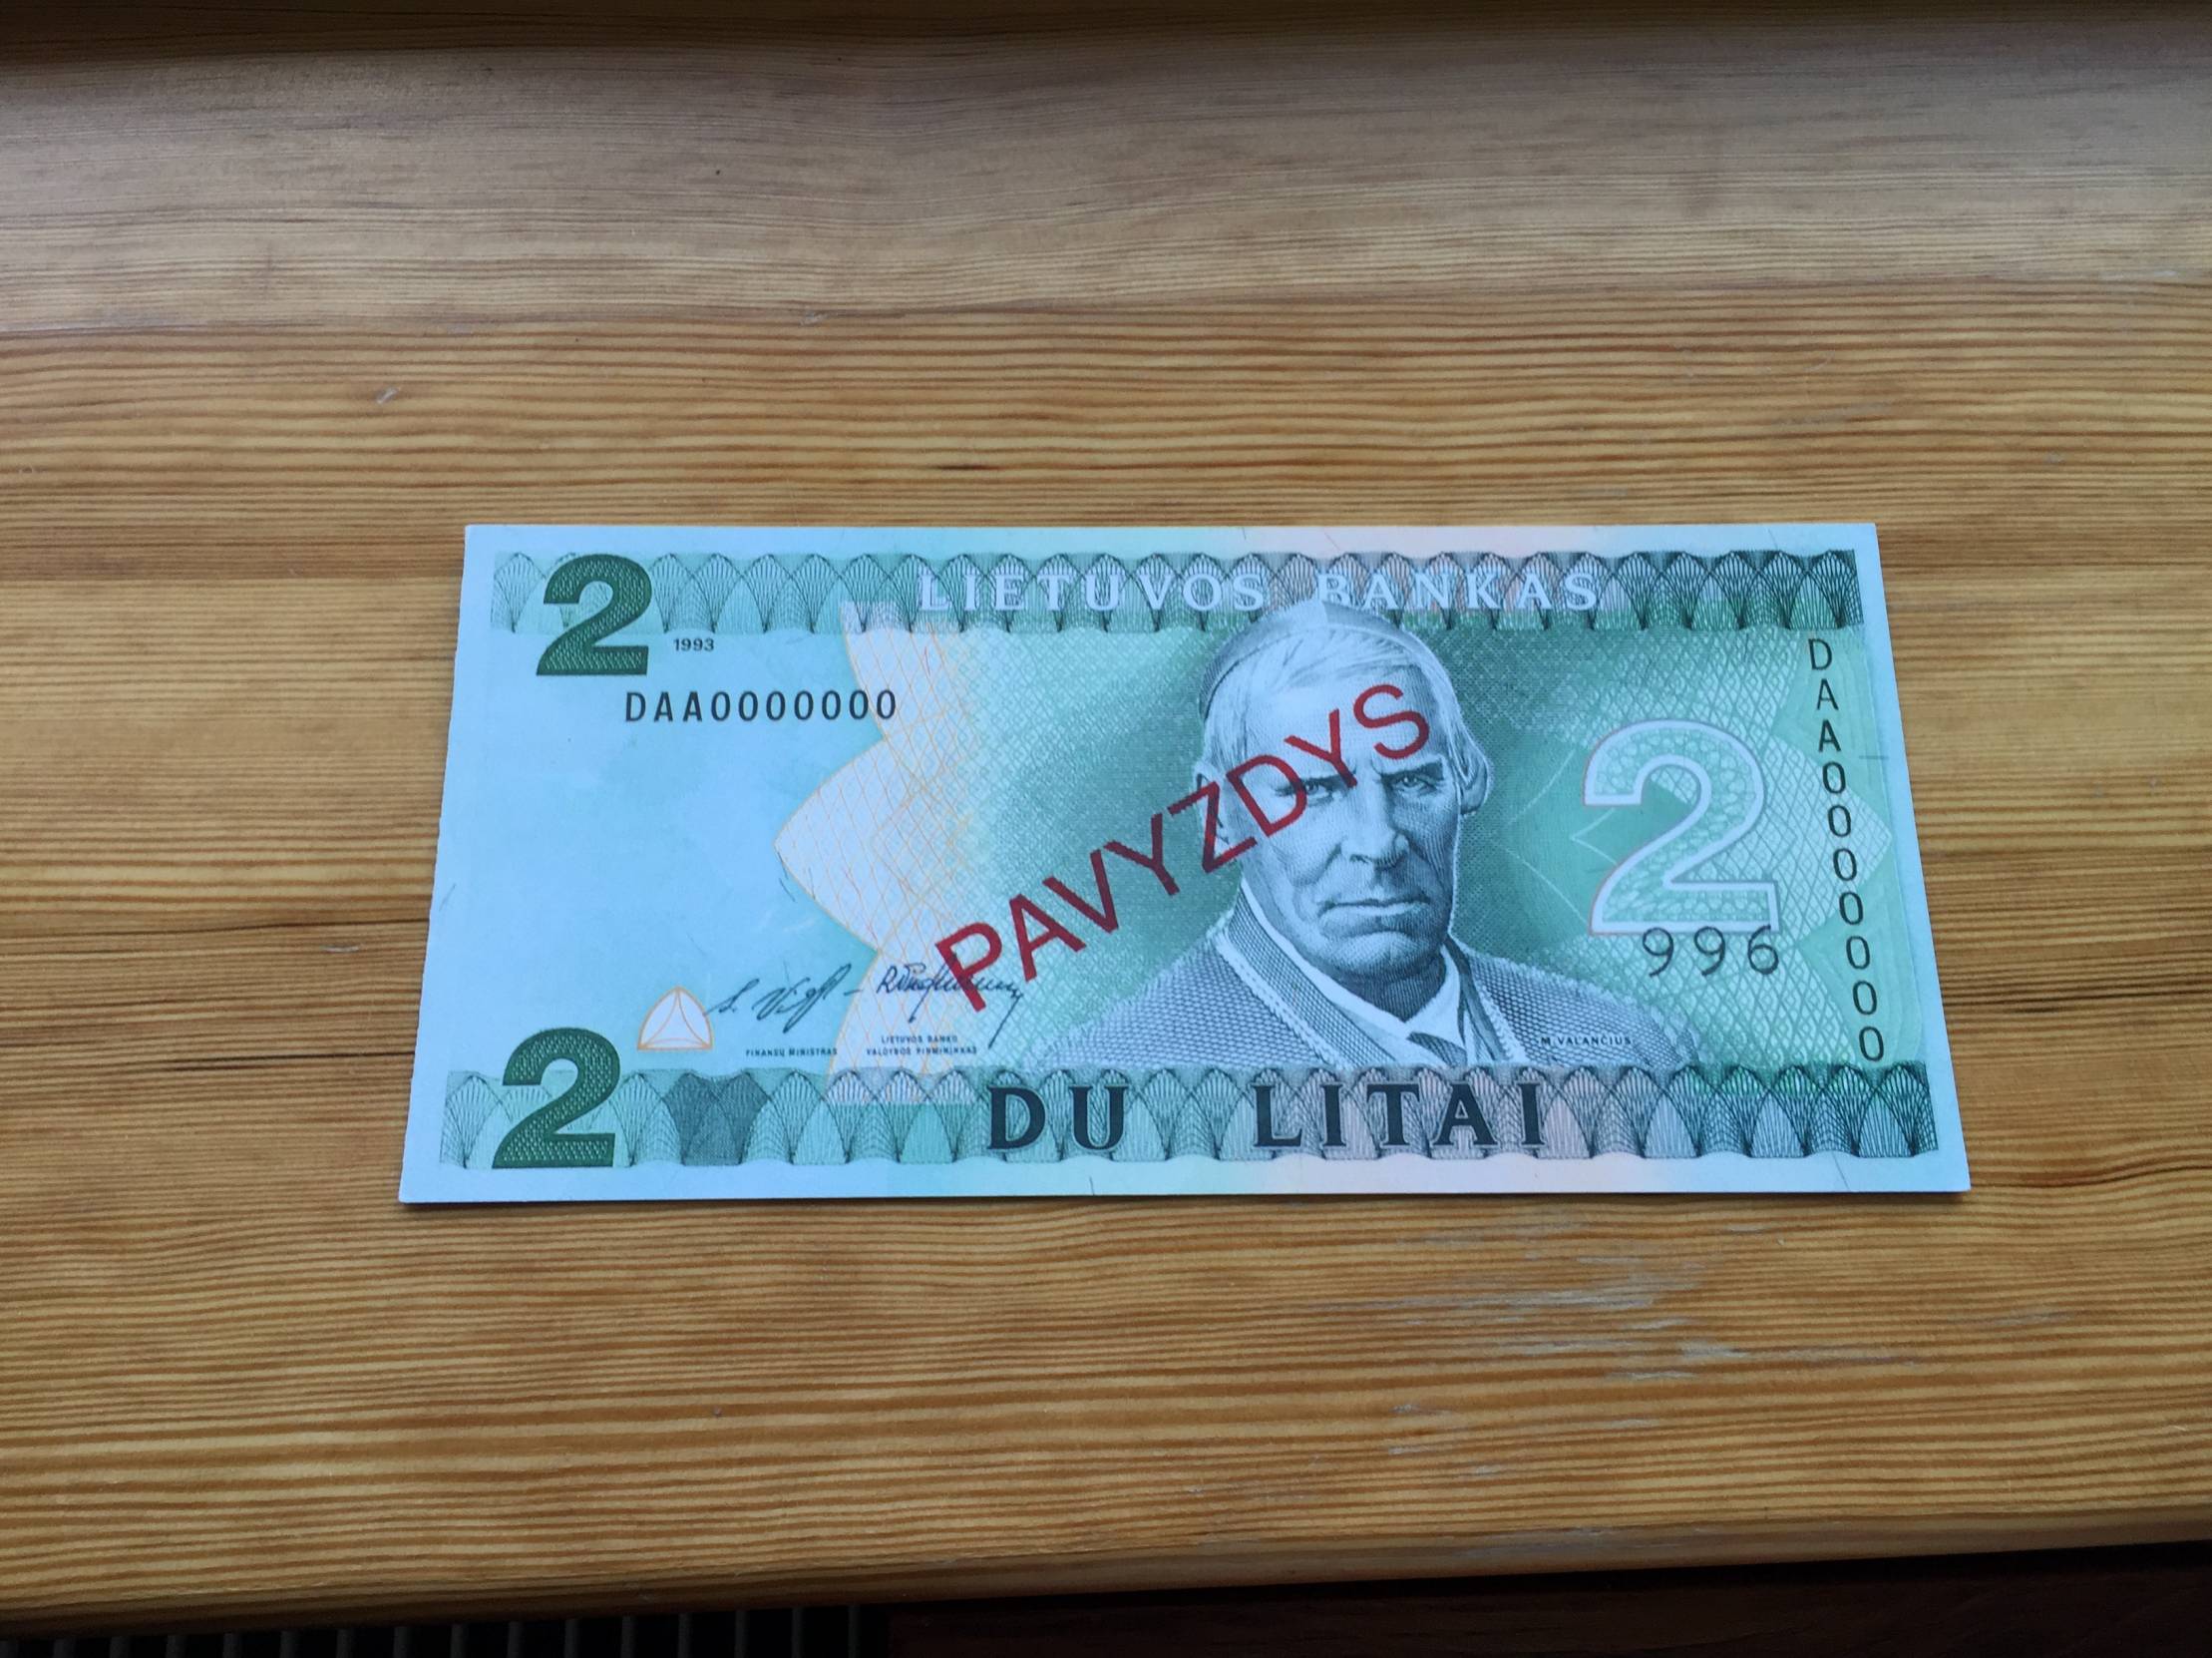 LIETUVOS BANKAS
2
1993
DAA0000000
DAA0000000
PAVYZDYS
2
996
FINANSŲ MINISTRAS
LIETUVOS BANKO
VALDYBOS PIRMININKAS
M. VALANČIUS
2
DU LITAI